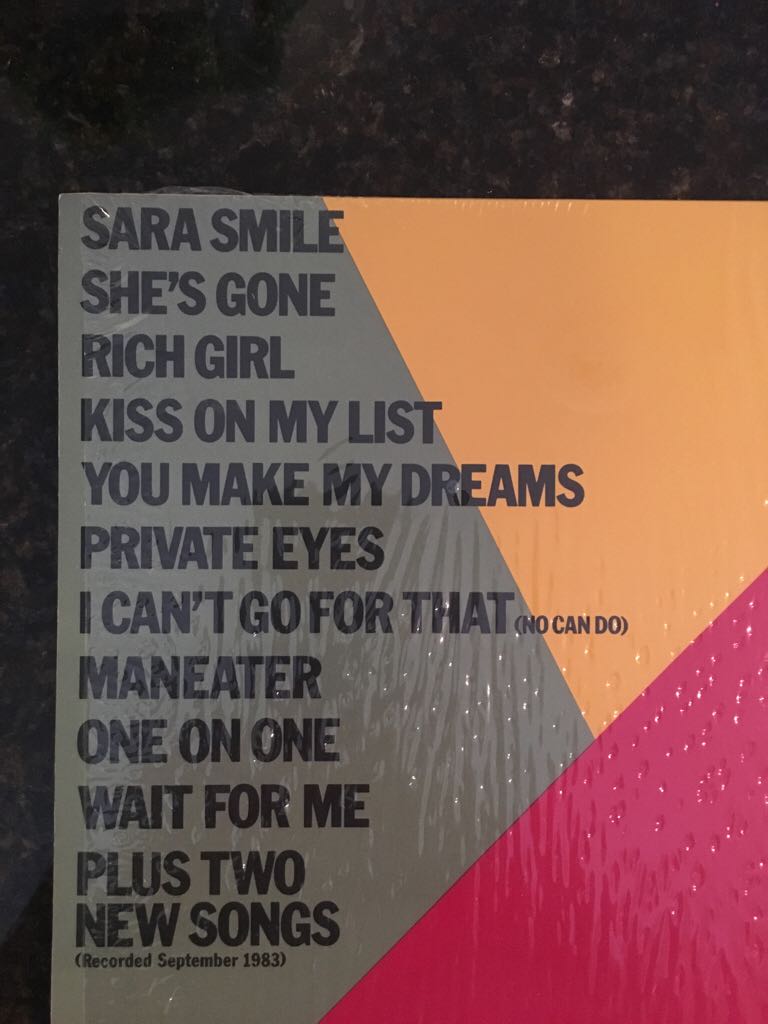 SARA SMILE
SHE'S GONE
RICH GIRL
KISS ON MY LIST
YOU MAKE MY DREAMS
PRIVATE EYES
I CAN'T GO FOR THAT (NO CAN DO)
MANEATER
ONE ON ONE
WAIT FOR ME
PLUS TWO
NEW SONGS
(Recorded September 1983)